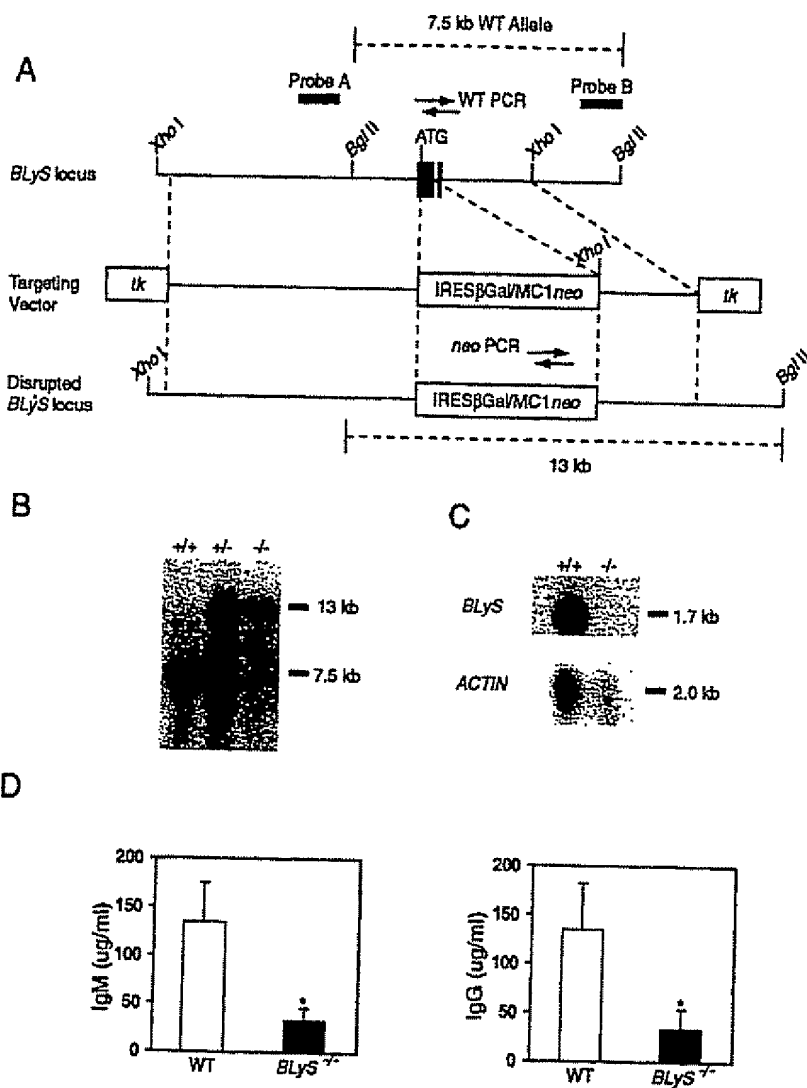 A
7.5 kb WT Allele
Probe A
WT PCR
Probe B
Xho I
Bgl II
ATG
Xho I
Bgl II
BLyS locus
Targeting
Vector
tk
IRESβGal/MC1neo
Xho I
tk
neo PCR
Disrupted
BLyS locus
Xho I
IRESβGal/MC1neo
Bgl II
13 kb
B
+/+ +/- -/-
13 kb
7.5 kb
C
+/+ -/-
BLyS
1.7 kb
ACTIN
2.0 kb
D
IgM (ug/ml)
200
150
100
50
0
*
WT
BLyS -/-
IgG (ug/ml)
200
150
100
50
0
*
WT
BLyS -/-